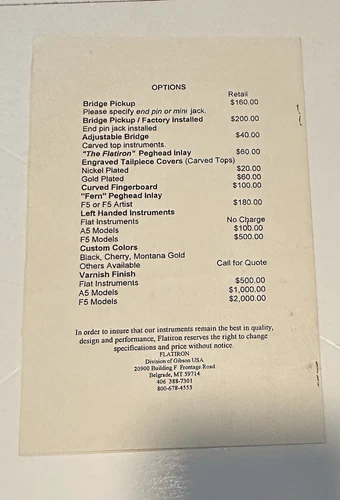 OPTIONS
Retail
Bridge Pickup $160.00
Please specify end pin or mini jack.
Bridge Pickup / Factory Installed $200.00
End pin jack installed
Adjustable Bridge $40.00
Carved top instruments.
"The Flatiron" Peghead Inlay $60.00
Engraved Tailpiece Covers (Carved Tops)
Nickel Plated $20.00
Gold Plated $60.00
Curved Fingerboard $100.00
"Fern" Peghead Inlay
F5 or F5 Artist $180.00
Left Handed Instruments
Flat Instruments No Charge
A5 Models $100.00
F5 Models $500.00
Custom Colors
Black, Cherry, Montana Gold
Others Available Call for Quote
Varnish Finish
Flat Instruments $500.00
A5 Models $1,000.00
F5 Models $2,000.00
In order to insure that our instruments remain the best in quality,
design and performance, Flatiron reserves the right to change
specifications and price without notice.
FLATIRON
Division of Gibson USA
20900 Building F Frontage Road
Belgrade, MT 59714
406 388-7301
800-678-4553